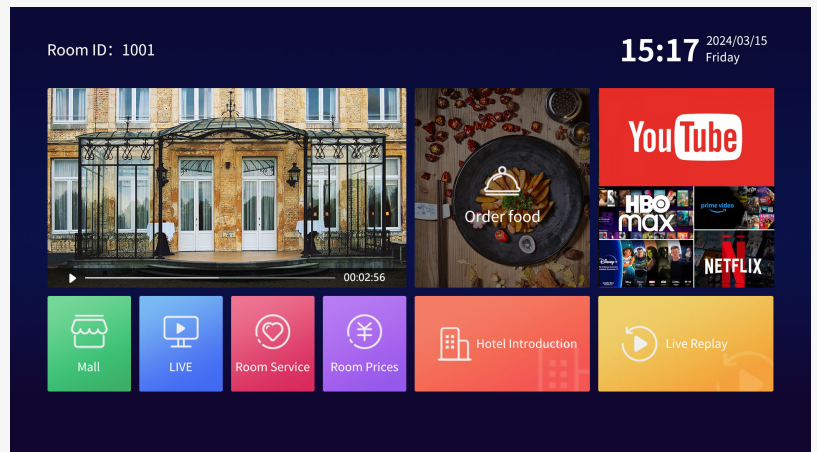 Room ID： 1001
15:17
2024/03/15
Friday
00:02:56
Order food
YouTube
HBO
max
prime video
Disney+
NETFLIX
Mall
LIVE
Room Service
Room Prices
Hotel Introduction
Live Replay